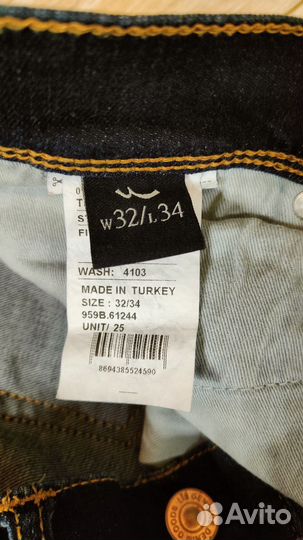 W32/L34
WASH: 4103
MADE IN TURKEY
SIZE : 32/34
959B.61244
UNIT/ 25
8694385524590
Avito